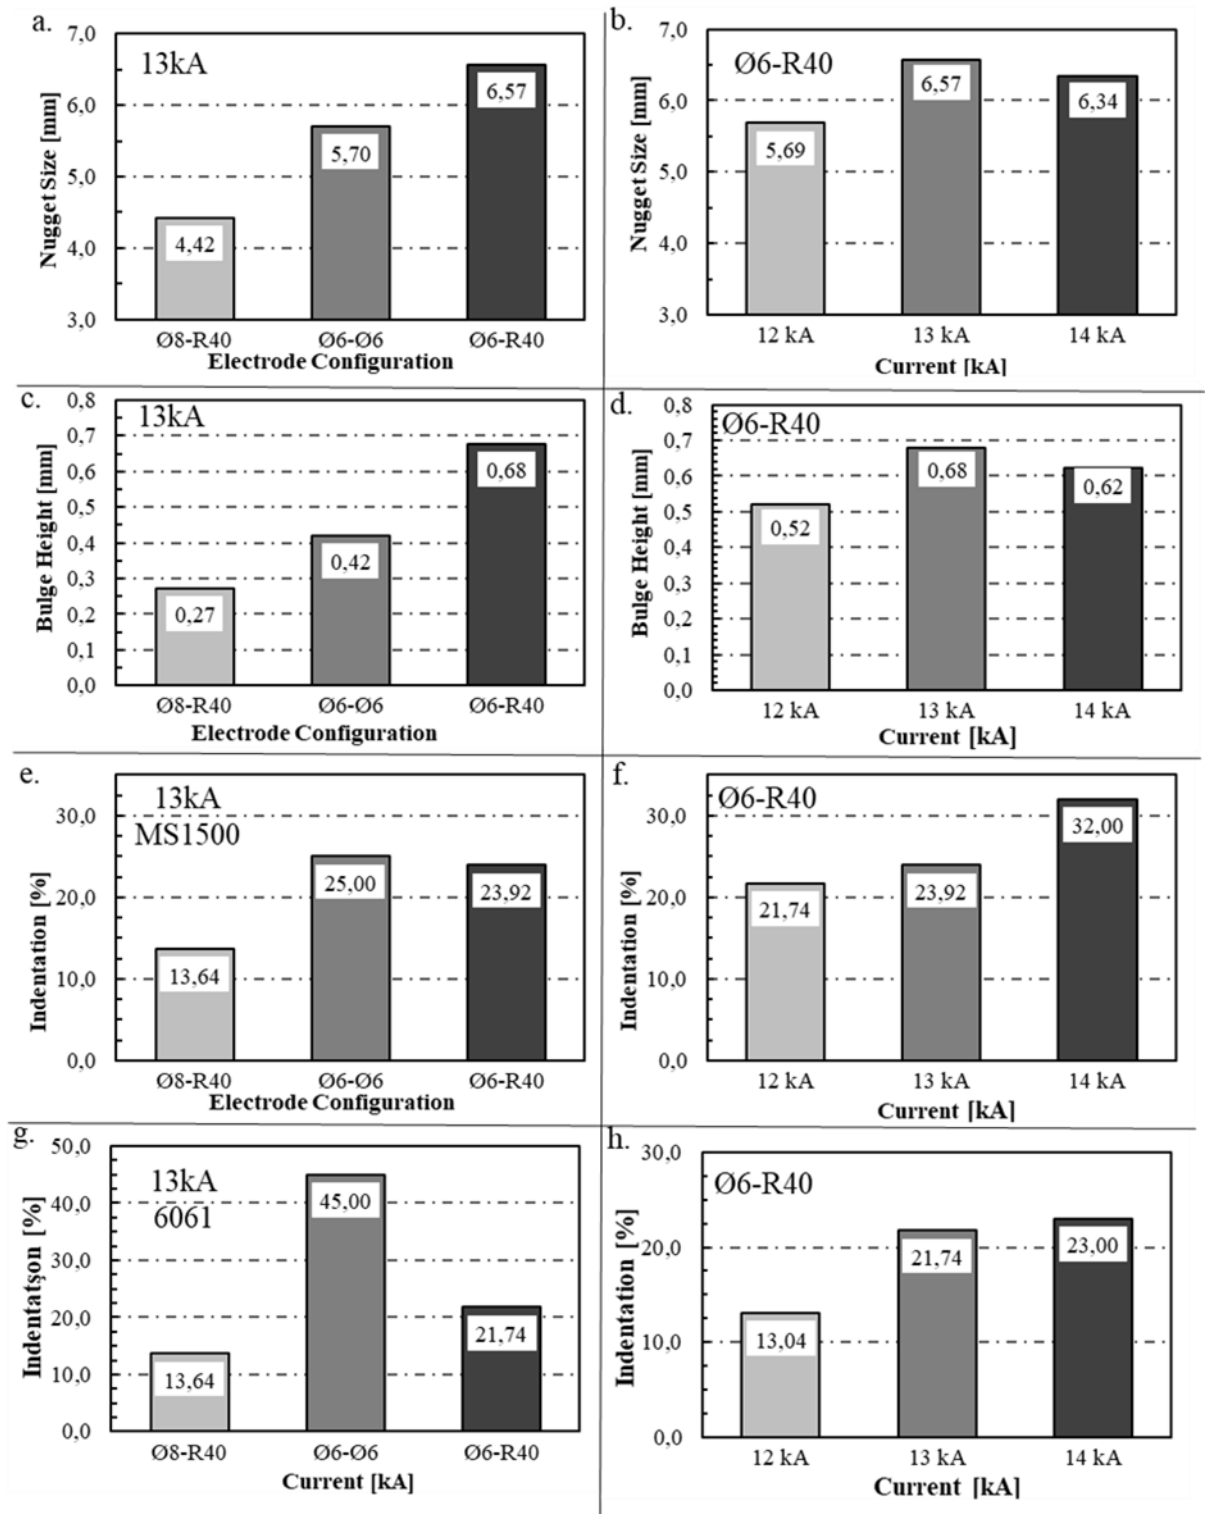 a.
13kA
Nugget Size [mm]
7,0
6,0
5,0
4,0
3,0
4,42
5,70
6,57
Ø8-R40
Ø6-Ø6
Ø6-R40
Electrode Configuration
b.
Ø6-R40
Nugget Size [mm]
7,0
6,0
5,0
4,0
3,0
5,69
6,57
6,34
12 kA
13 kA
14 kA
Current [kA]
c.
13kA
Bulge Height [mm]
0,8
0,7
0,6
0,5
0,4
0,3
0,2
0,1
0,0
0,27
0,42
0,68
Ø8-R40
Ø6-Ø6
Ø6-R40
Electrode Configuration
d.
Ø6-R40
Bulge Height [mm]
0,8
0,7
0,6
0,5
0,4
0,3
0,2
0,1
0,0
0,52
0,68
0,62
12 kA
13 kA
14 kA
Current [kA]
e.
13kA
MS1500
Indentation [%]
30,0
20,0
10,0
0,0
13,64
25,00
23,92
Ø8-R40
Ø6-Ø6
Ø6-R40
Electrode Configuration
f.
Ø6-R40
Indentation [%]
30,0
20,0
10,0
0,0
21,74
23,92
32,00
12 kA
13 kA
14 kA
Current [kA]
g.
13kA
6061
Indentatşon [%]
50,0
40,0
30,0
20,0
10,0
0,0
13,64
45,00
21,74
Ø8-R40
Ø6-Ø6
Ø6-R40
Current [kA]
h.
Ø6-R40
Indentation [%]
30,0
20,0
10,0
0,0
13,04
21,74
23,00
12 kA
13 kA
14 kA
Current [kA]